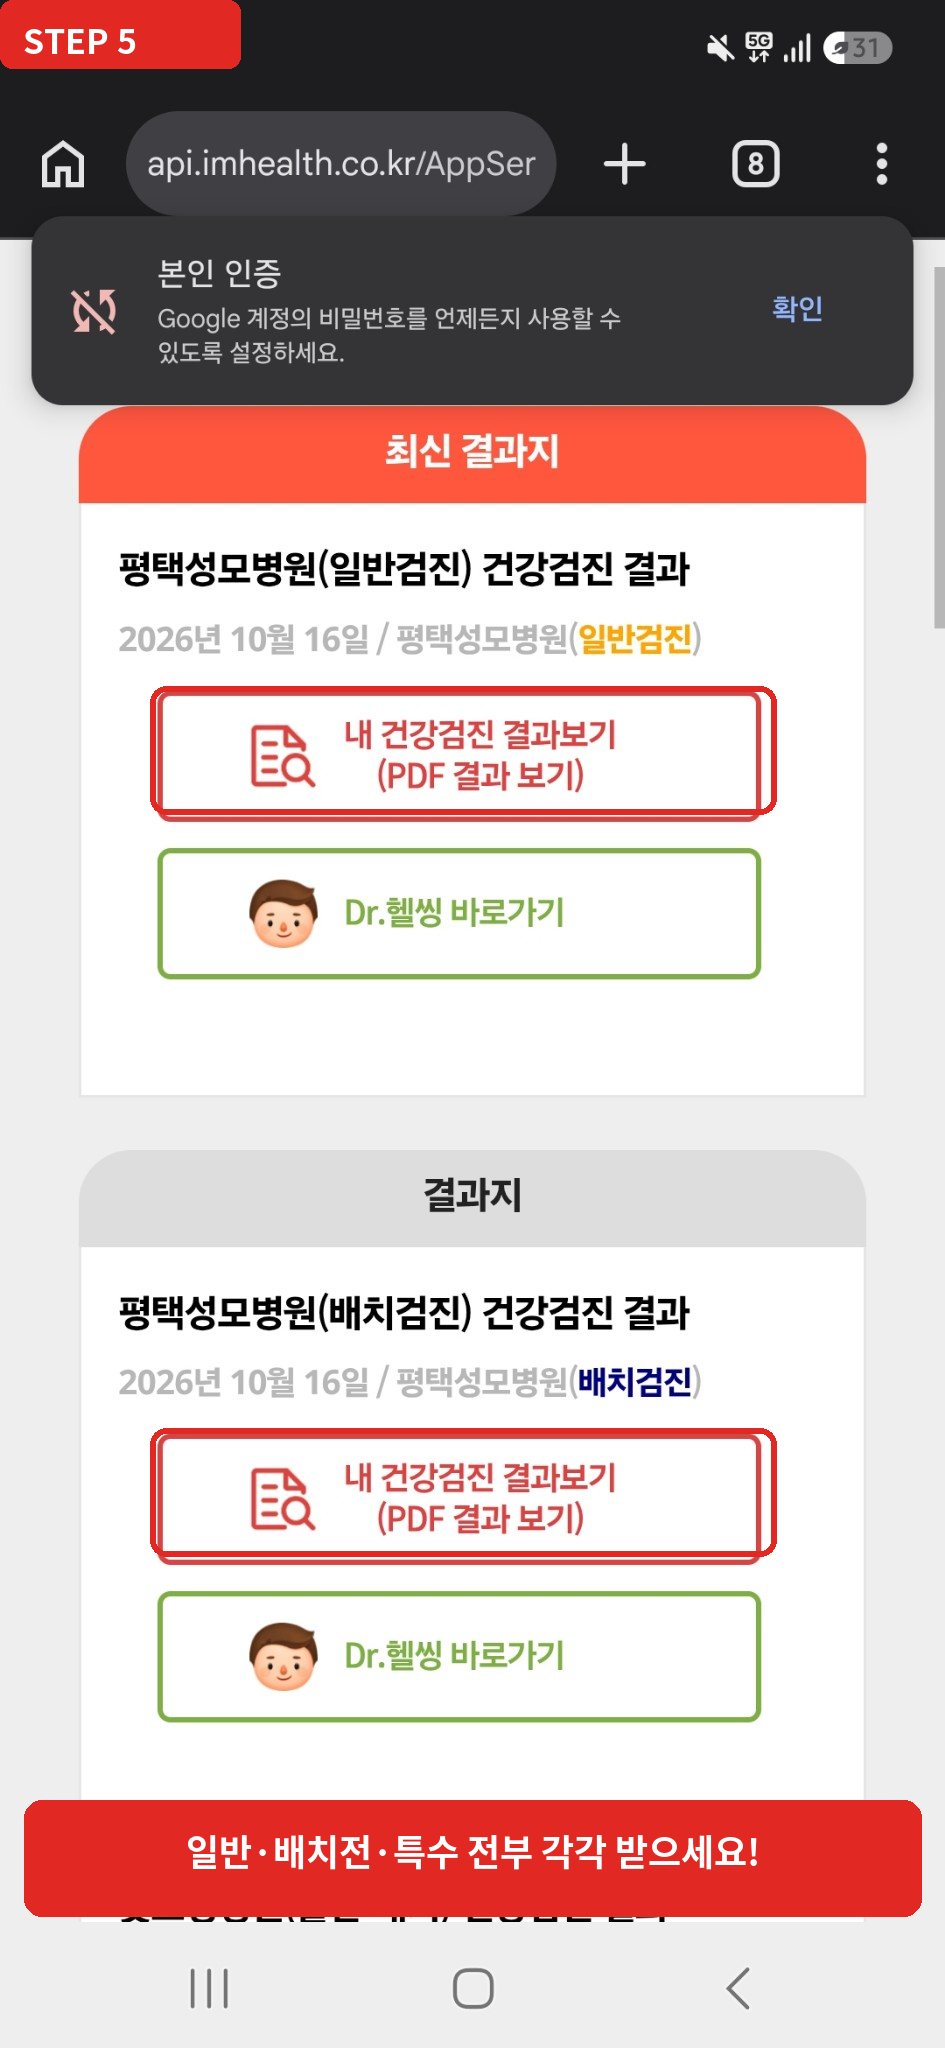 STEP 5
5G
31
api.imhealth.co.kr/AppSer
8
본인 인증
Google 계정의 비밀번호를 언제든지 사용할 수
있도록 설정하세요.
확인
최신 결과지
평택성모병원(일반검진) 건강검진 결과
2026년 10월 16일 / 평택성모병원(일반검진)
내 건강검진 결과보기
(PDF 결과 보기)
Dr.헬씽 바로가기
결과지
평택성모병원(배치검진) 건강검진 결과
2026년 10월 16일 / 평택성모병원(배치검진)
내 건강검진 결과보기
(PDF 결과 보기)
Dr.헬씽 바로가기
일반·배치전·특수 전부 각각 받으세요!